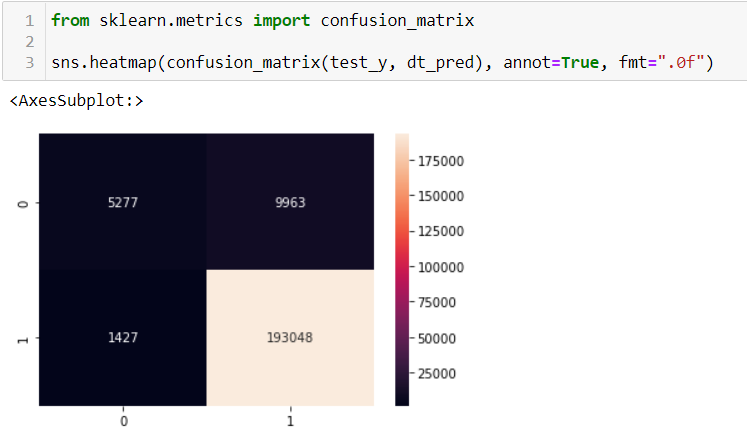 1 from sklearn.metrics import confusion_matrix
2
3 sns.heatmap(confusion_matrix(test_y, dt_pred), annot=True, fmt=".0f")
<AxesSubplot:>
175000
0 5277 9963
150000
125000
100000
75000
1 1427 193048
50000
25000
0 1